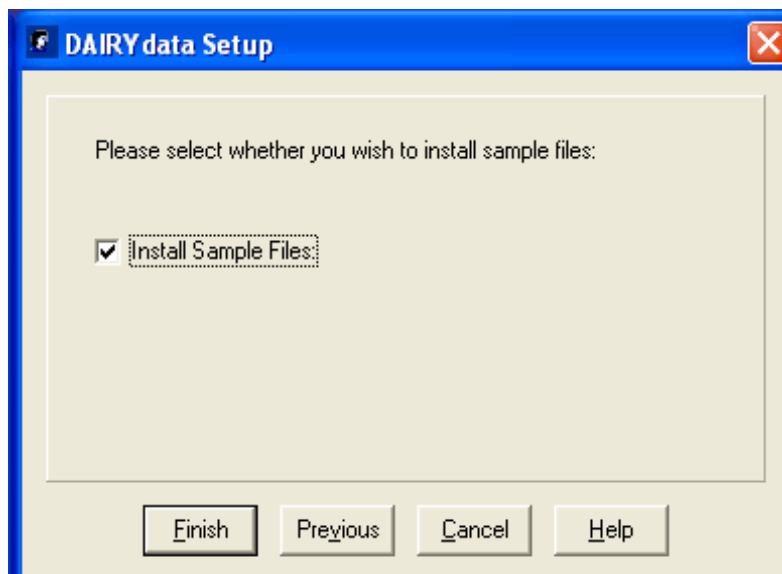 DAIRYdata Setup
Please select whether you wish to install sample files:
Install Sample Files:
Finish Previous Cancel Help